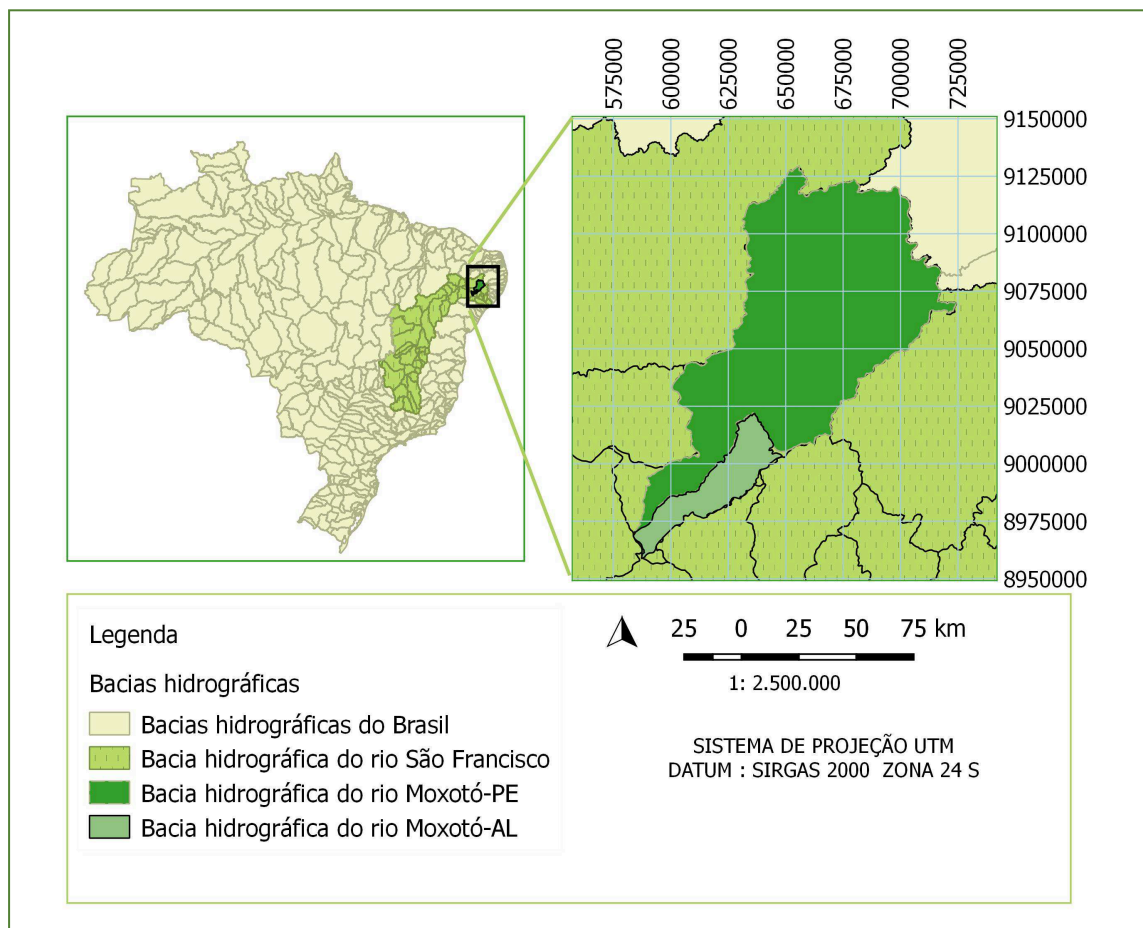 575000
600000
625000
650000
675000
700000
725000
9150000
9125000
9100000
9075000
9050000
9025000
9000000
8975000
8950000
Legenda
Bacias hidrográficas
Bacias hidrográficas do Brasil
Bacia hidrográfica do rio São Francisco
Bacia hidrográfica do rio Moxotó-PE
Bacia hidrográfica do rio Moxotó-AL
25 0 25 50 75 km
1: 2.500.000
SISTEMA DE PROJEÇÃO UTM
DATUM : SIRGAS 2000 ZONA 24 S